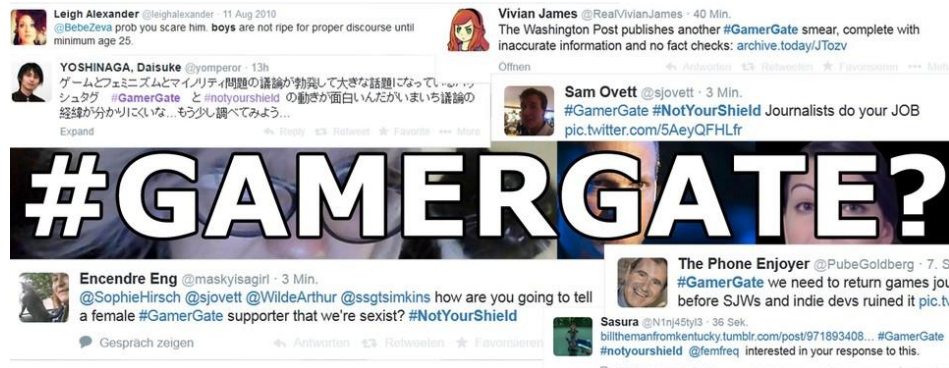 Leigh Alexander @leighalexander · 11 Aug 2010
@BebeZeva prob you scare him. boys are not ripe for proper discourse until
minimum age 25.
YOSHINAGA, Daisuke @yomperor · 13h
ゲームとフェミニズムとマイノリティ問題の議論が勃発して大きな話題になってい
シュタグ #GamerGate と #notyourshield の動きが面白いんだがいまいち議論の
経緯が分かりにくいな…もう少し調べてみよう…
Expand
Reply Retweet Favorite More
Vivian James @RealVivianJames · 40 Min.
The Washington Post publishes another #GamerGate smear, complete with
inaccurate information and no fact checks: archive.today/JTozv
Öffnen
Antworten Retweeten Favorisieren
Sam Ovett @sjovett · 3 Min.
#GamerGate #NotYourShield Journalists do your JOB
pic.twitter.com/5AeyQFHLfr
#GAMERGATE?
Encendre Eng @maskyisagirl · 3 Min.
@SophieHirsch @sjovett @WildeArthur @ssgtsimkins how are you going to tell
a female #GamerGate supporter that we're sexist? #NotYourShield
Gespräch zeigen
Antworten Retweeten Favorisieren
The Phone Enjoyer @PubeGoldberg · 7. S
#GamerGate we need to return games jou
before SJWs and indie devs ruined it pic.tv
Sasura @N1nj45tyl3 · 36 Sek.
billthemanfromkentucky.tumblr.com/post/971893408... #GamerGate
#notyourshield @femfreq interested in your response to this.